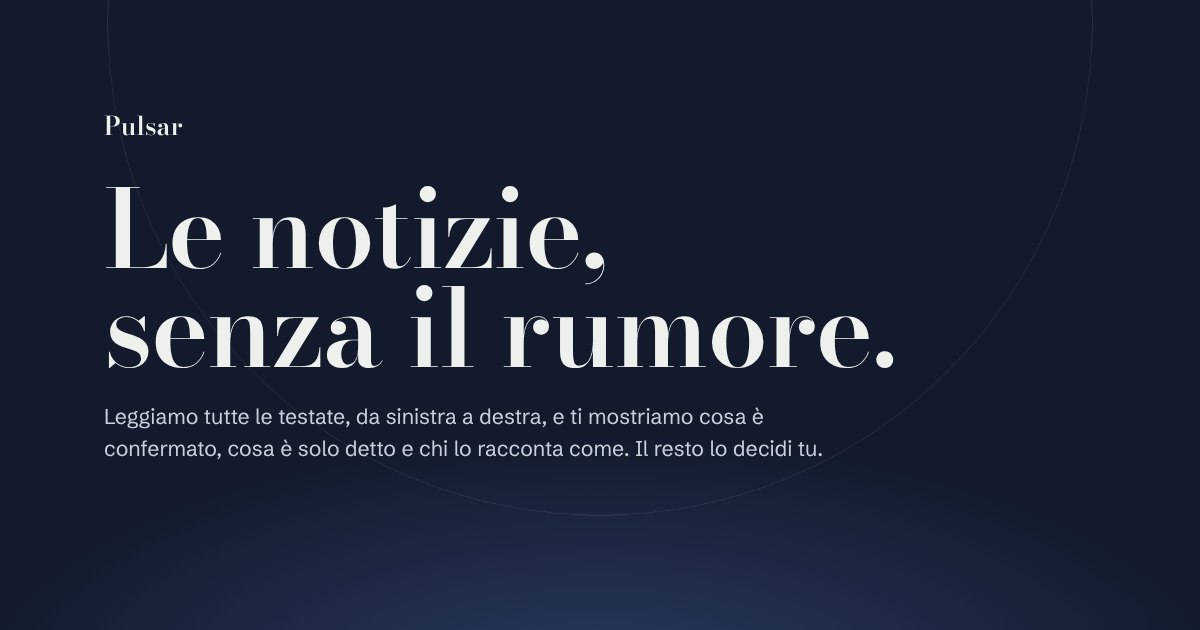 Pulsar
Le notizie,
senza il rumore.
Leggiamo tutte le testate, da sinistra a destra, e ti mostriamo cosa è
confermato, cosa è solo detto e chi lo racconta come. Il resto lo decidi tu.